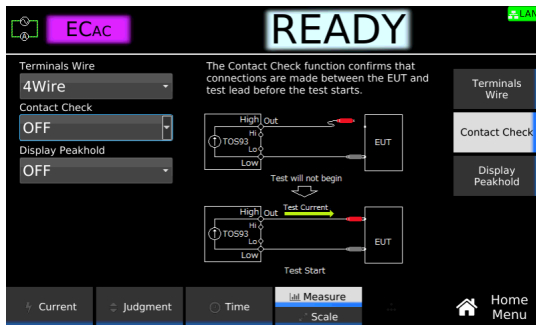 ECAC
READY
LAN
Terminals Wire
4Wire
Contact Check
OFF
Display Peakhold
OFF
The Contact Check function confirms that
connections are made between the EUT and
test lead before the test starts.
High Out
Hi
TOS93
Lo
Low
EUT
Test will not begin
High Out
Test Current
Hi
TOS93
Lo
Low
EUT
Test Start
Terminals
Wire
Contact Check
Display
Peakhold
Current
Judgment
Time
Measure
Scale
Home
Menu